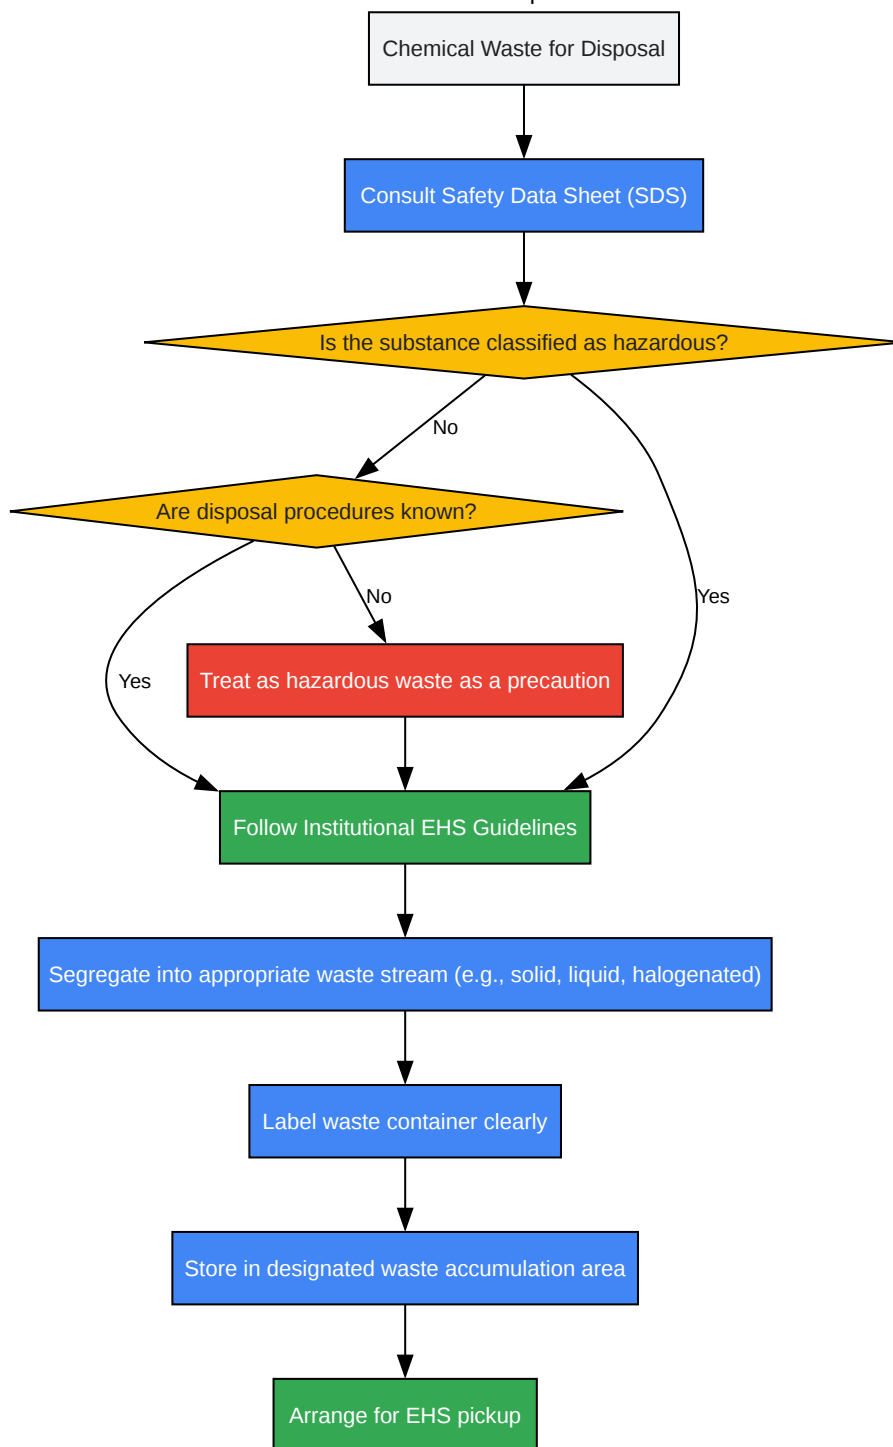 Chemical Waste for Disposal
Consult Safety Data Sheet (SDS)
Is the substance classified as hazardous?
No
Are disposal procedures known?
No
Yes
Yes
Treat as hazardous waste as a precaution
Follow Institutional EHS Guidelines
Segregate into appropriate waste stream (e.g., solid, liquid, halogenated)
Label waste container clearly
Store in designated waste accumulation area
Arrange for EHS pickup